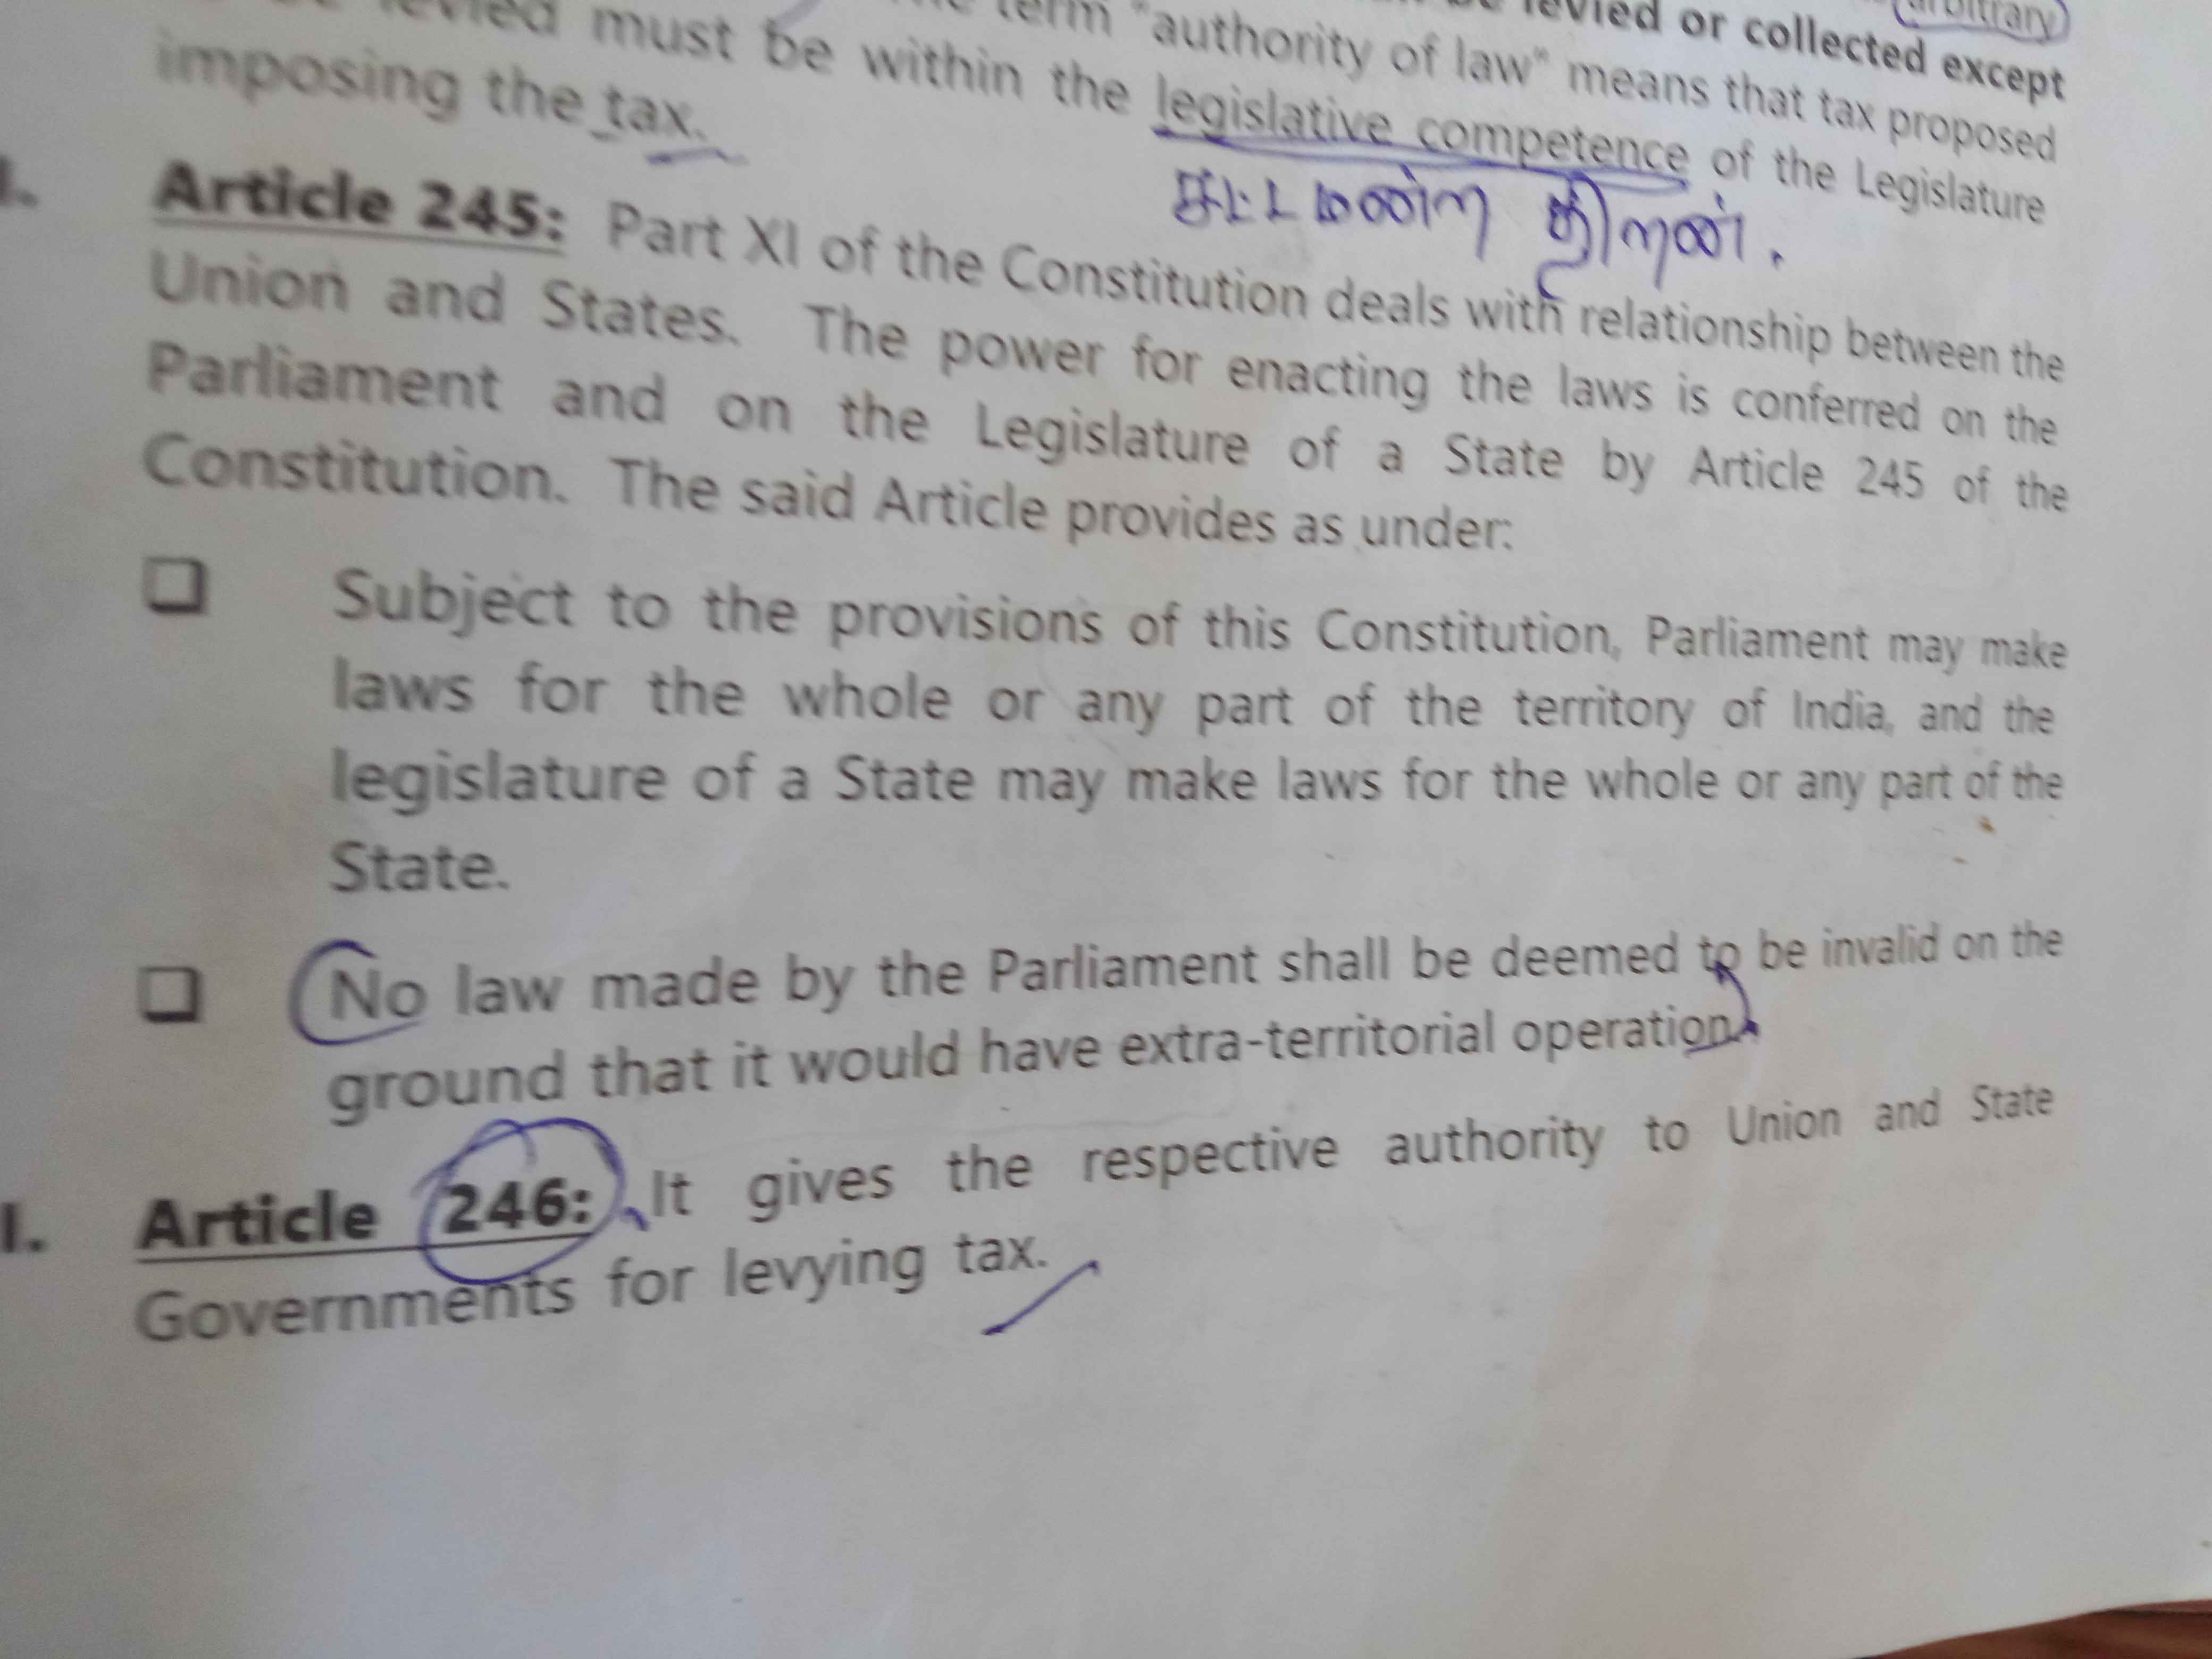 arbitrary
be levied or collected except
term "authority of law" means that tax proposed
levied must be within the legislative competence of the Legislature
imposing the tax.
சட்டமன்ற திறன்.
Article 245: Part XI of the Constitution deals with relationship between the
Union and States. The power for enacting the laws is conferred on the
Parliament and on the Legislature of a State by Article 245 of the
Constitution. The said Article provides as under:
Subject to the provisions of this Constitution, Parliament may make
laws for the whole or any part of the territory of India, and the
legislature of a State may make laws for the whole or any part of the
State.
No law made by the Parliament shall be deemed to be invalid on the
ground that it would have extra-territorial operation.
I. Article 246: It gives the respective authority to Union and State
Governments for levying tax.